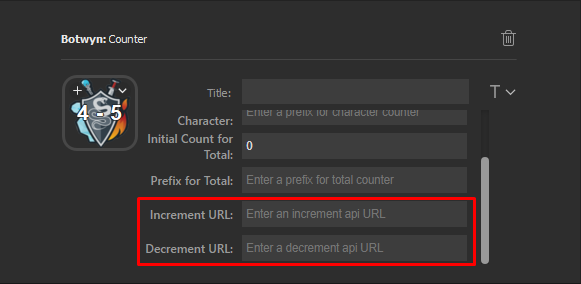 Botwyn: Counter
4 - 5
Title:
T
Character: Enter a prefix for character counter
Initial Count for Total: 0
Prefix for Total: Enter a prefix for total counter
Increment URL: Enter an increment api URL
Decrement URL: Enter a decrement api URL